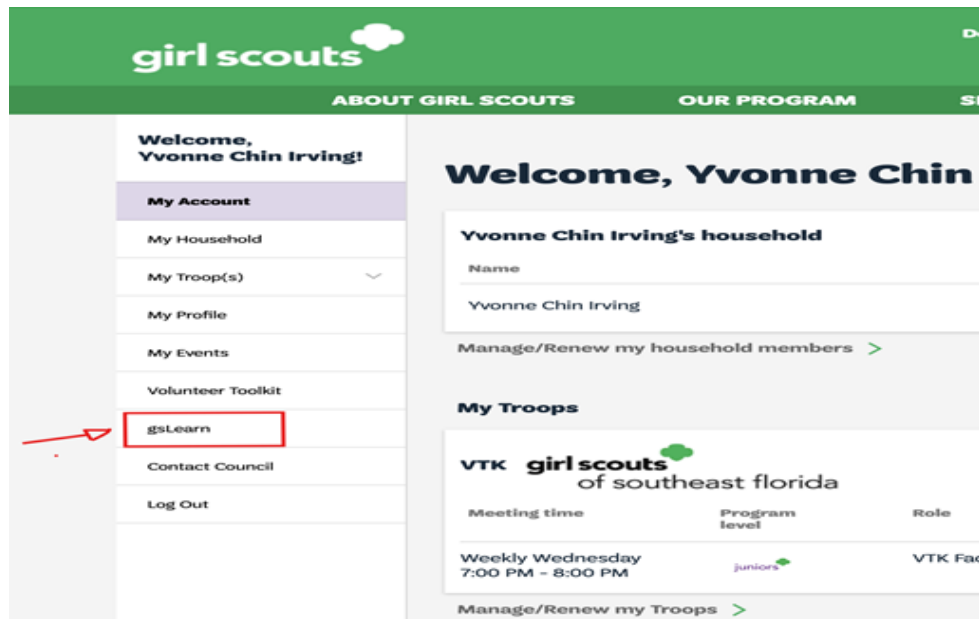 girl scouts
ABOUT GIRL SCOUTS OUR PROGRAM
Welcome,
Yvonne Chin Irving!
My Account
My Household
My Troop(s)
My Profile
My Events
Volunteer Toolkit
gsLearn
Contact Council
Log Out
Welcome, Yvonne Chin
Yvonne Chin Irving's household
Name
Yvonne Chin Irving
Manage/Renew my household members >
My Troops
VTK girl scouts
of southeast florida
Meeting time Program level Role
Weekly Wednesday
7:00 PM - 8:00 PM
juniors
VTK
Manage/Renew my Troops >